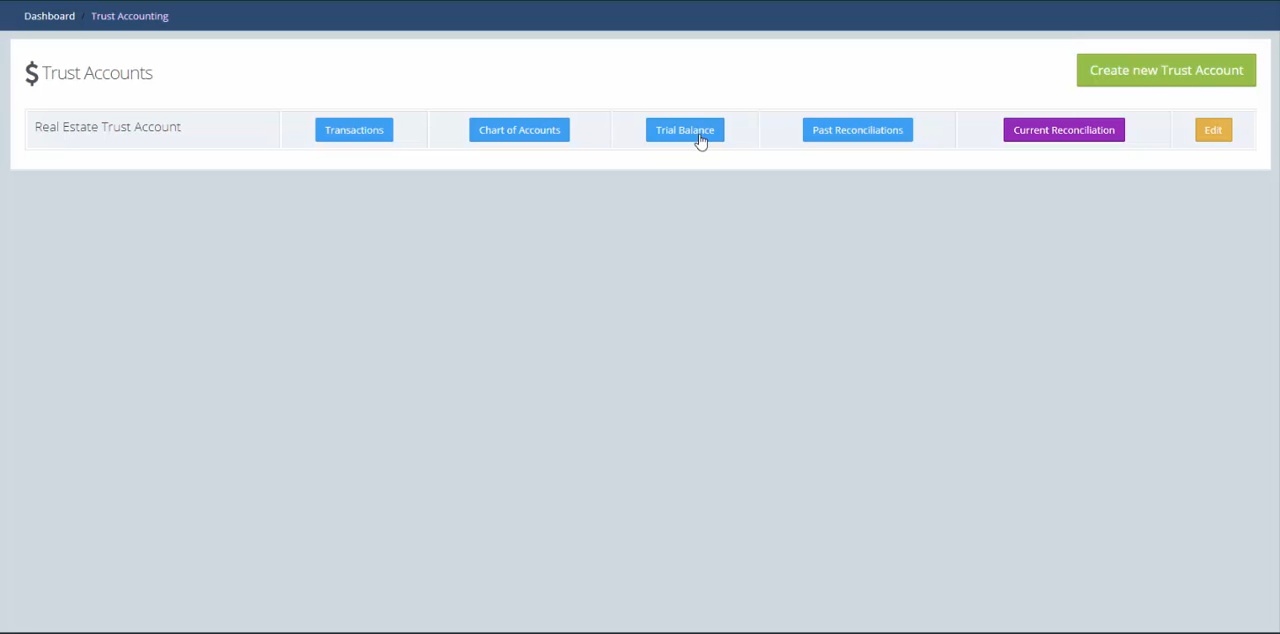 Dashboard / Trust Accounting
$ Trust Accounts
Create new Trust Account
Real Estate Trust Account Transactions Chart of Accounts Trial Balance Past Reconciliations Current Reconciliation Edit